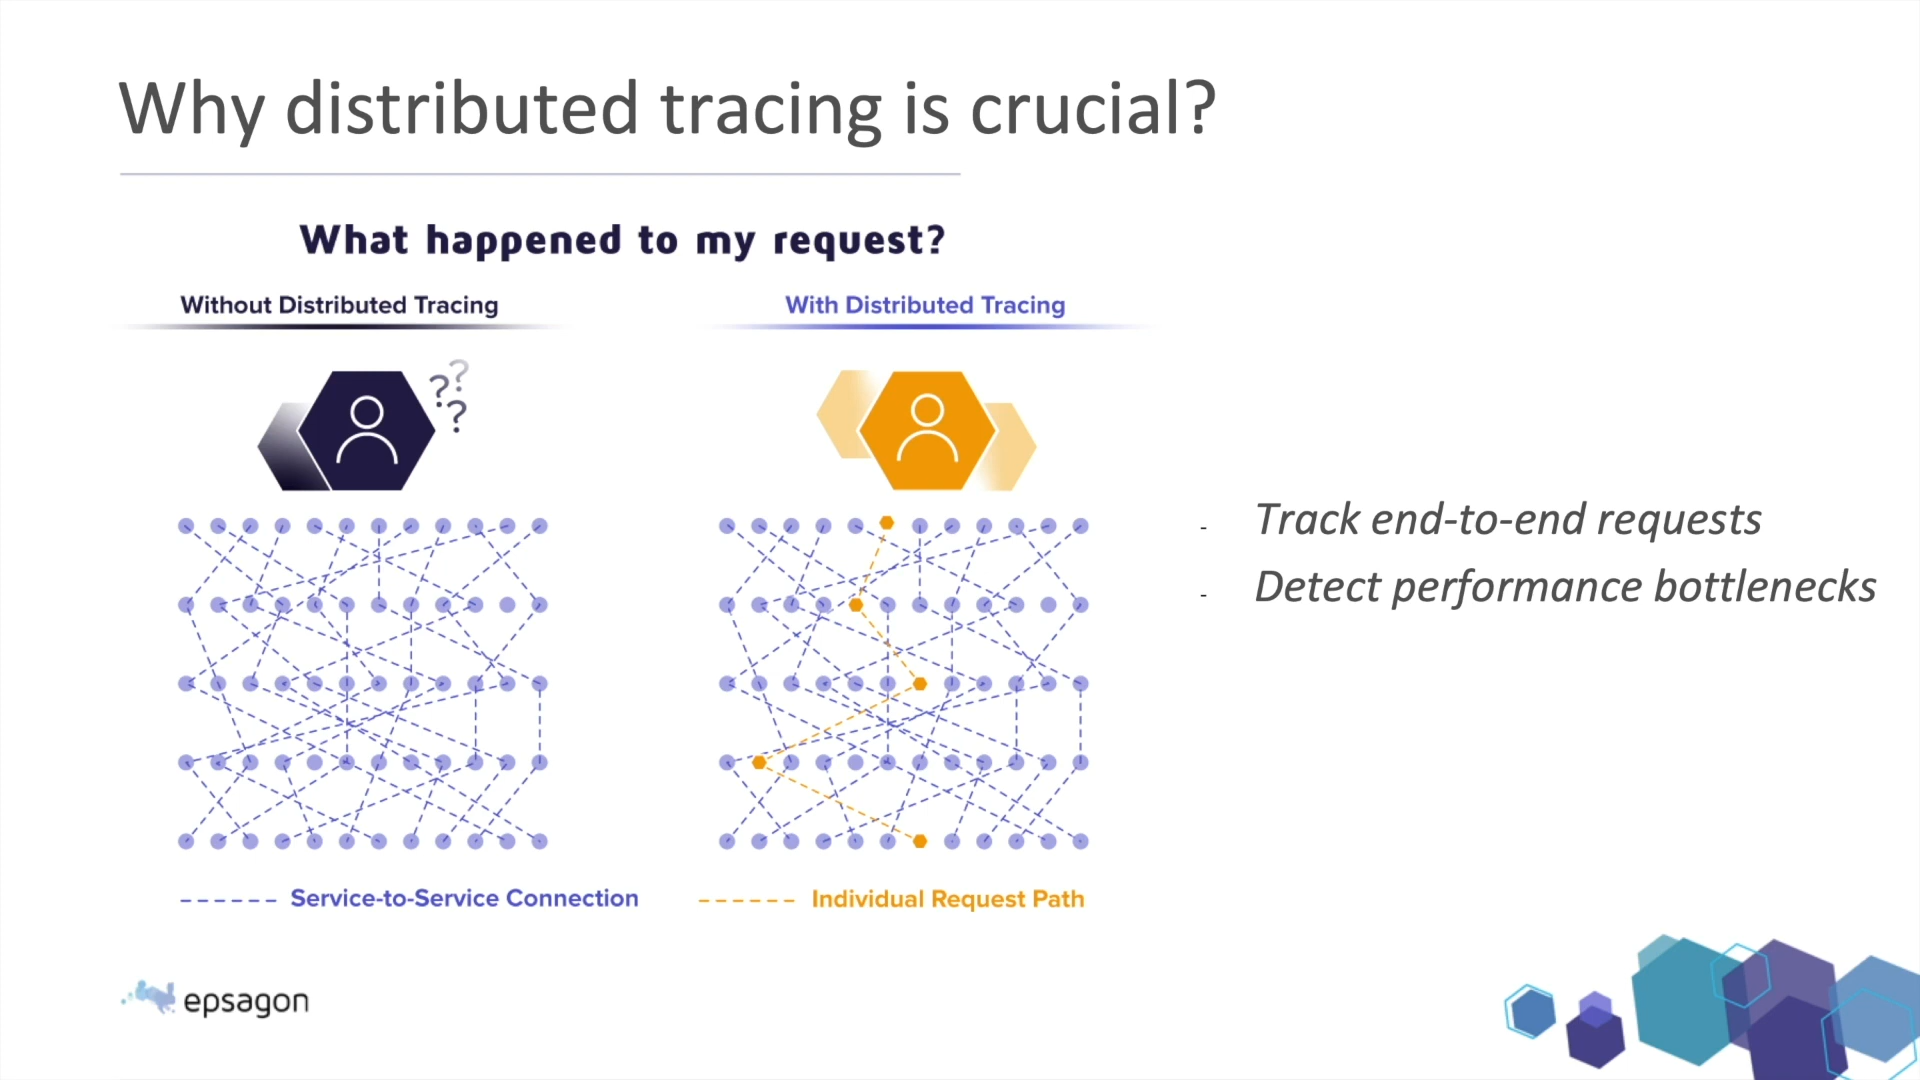 Why distributed tracing is crucial?
What happened to my request?
Without Distributed Tracing
With Distributed Tracing
???
- Track end-to-end requests
- Detect performance bottlenecks
Service-to-Service Connection
Individual Request Path
epsagon